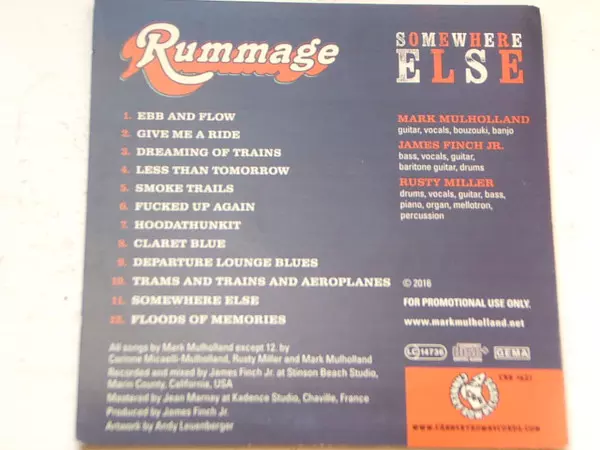 Rummage
SOMEWHERE
ELSE
1. EBB AND FLOW
2. GIVE ME A RIDE
3. DREAMING OF TRAINS
4. LESS THAN TOMORROW
5. SMOKE TRAILS
6. FUCKED UP AGAIN
7. HOODATHUNKIT
8. CLARET BLUE
9. DEPARTURE LOUNGE BLUES
10. TRAMS AND TRAINS AND AEROPLANES
11. SOMEWHERE ELSE
12. FLOODS OF MEMORIES
MARK MULHOLLAND
guitar, vocals, bouzouki, banjo
JAMES FINCH JR.
bass, vocals, guitar,
baritone guitar, drums
RUSTY MILLER
drums, vocals, guitar, bass,
piano, organ, mellotron,
percussion
© 2016
FOR PROMOTIONAL USE ONLY.
www.markmulholland.net
All songs by Mark Mulholland except 12. by
Corinne Micaelli-Mulholland, Rusty Miller and Mark Mulholland
Recorded and mixed by James Finch Jr. at Stinson Beach Studio,
Marin County, California, USA
Mastered by Jean Marnay at Kadence Studio, Chaville, France
Produced by James Finch Jr.
Artwork by Andy Leuenberger
LC 14736
GEMA